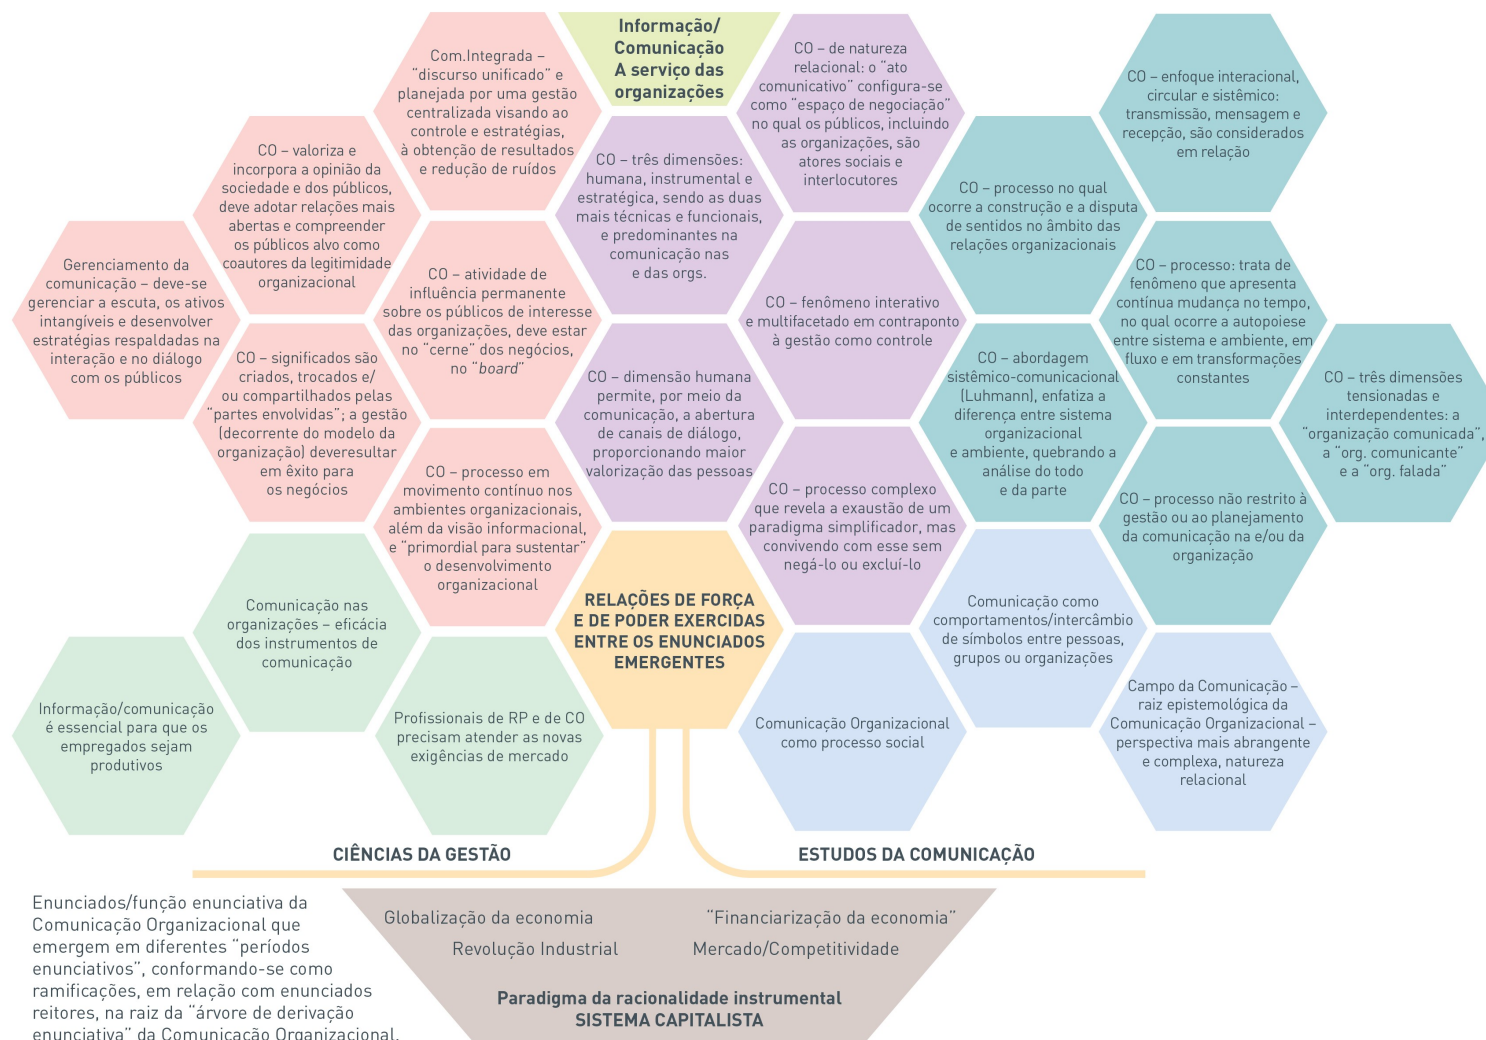 Informação/
Comunicação
A serviço das
organizações
Com.Integrada –
“discurso unificado” e
planejada por uma gestão
centralizada visando ao
controle e estratégias,
à obtenção de resultados
e redução de ruídos
CO – de natureza
relacional: o “ato
comunicativo” configura-se
como “espaço de negociação”
no qual os públicos, incluindo
as organizações, são
atores sociais e
interlocutores
CO – enfoque interacional,
circular e sistêmico:
transmissão, mensagem e
recepção, são considerados
em relação
CO – valoriza e
incorpora a opinião da
sociedade e dos públicos,
deve adotar relações mais
abertas e compreender
os públicos alvo como
coautores da legitimidade
organizacional
CO – três dimensões:
humana, instrumental e
estratégica, sendo as duas
mais técnicas e funcionais,
e predominantes na
comunicação nas
e das orgs.
CO – processo no qual
ocorre a construção e a disputa
de sentidos no âmbito das
relações organizacionais
Gerenciamento da
comunicação – deve-se
gerenciar a escuta, os ativos
intangíveis e desenvolver
estratégias respaldadas na
interação e no diálogo
com os públicos
CO – atividade de
influência permanente
sobre os públicos de interesse
das organizações, deve estar
no “cerne” dos negócios,
no “board”
CO – fenômeno interativo
e multifacetado em contraponto
à gestão como controle
CO – processo: trata de
fenômeno que apresenta
contínua mudança no tempo,
no qual ocorre a autopoiese
entre sistema e ambiente, em
fluxo e em transformações
constantes
CO – significados são
criados, trocados e/
ou compartilhados pelas
“partes envolvidas”; a gestão
(decorrente do modelo da
organização) deveresultar
em êxito para
os negócios
CO – dimensão humana
permite, por meio da
comunicação, a abertura
de canais de diálogo,
proporcionando maior
valorização das pessoas
CO – abordagem
sistêmico-comunicacional
(Luhmann), enfatiza a
diferença entre sistema
organizacional
e ambiente, quebrando a
análise do todo
e da parte
CO – três dimensões
tensionadas e
interdependentes: a
“organização comunicada”,
a “org. comunicante”
e a “org. falada”
CO – processo em
movimento contínuo nos
ambientes organizacionais,
além da visão informacional,
e “primordial para sustentar”
o desenvolvimento
organizacional
CO – processo complexo
que revela a exaustão de um
paradigma simplificador, mas
convivendo com esse sem
negá-lo ou excluí-lo
CO – processo não restrito à
gestão ou ao planejamento
da comunicação na e/ou da
organização
Comunicação nas
organizações – eficácia
dos instrumentos de
comunicação
RELAÇÕES DE FORÇA
E DE PODER EXERCIDAS
ENTRE OS ENUNCIADOS
EMERGENTES
Comunicação como
comportamentos/intercâmbio
de símbolos entre pessoas,
grupos ou organizações
Informação/comunicação
é essencial para que os
empregados sejam
produtivos
Profissionais de RP e de CO
precisam atender as novas
exigências de mercado
Comunicação Organizacional
como processo social
Campo da Comunicação –
raiz epistemológica da
Comunicação Organizacional –
perspectiva mais abrangente
e complexa, natureza
relacional
CIÊNCIAS DA GESTÃO
ESTUDOS DA COMUNICAÇÃO
Globalização da economia
“Financiarização da economia”
Revolução Industrial
Mercado/Competitividade
Paradigma da racionalidade instrumental
SISTEMA CAPITALISTA
Enunciados/função enunciativa da
Comunicação Organizacional que
emergem em diferentes “períodos
enunciativos”, conformando-se como
ramificações, em relação com enunciados
reitores, na raiz da “árvore de derivação
enunciativa” da Comunicação Organizacional.